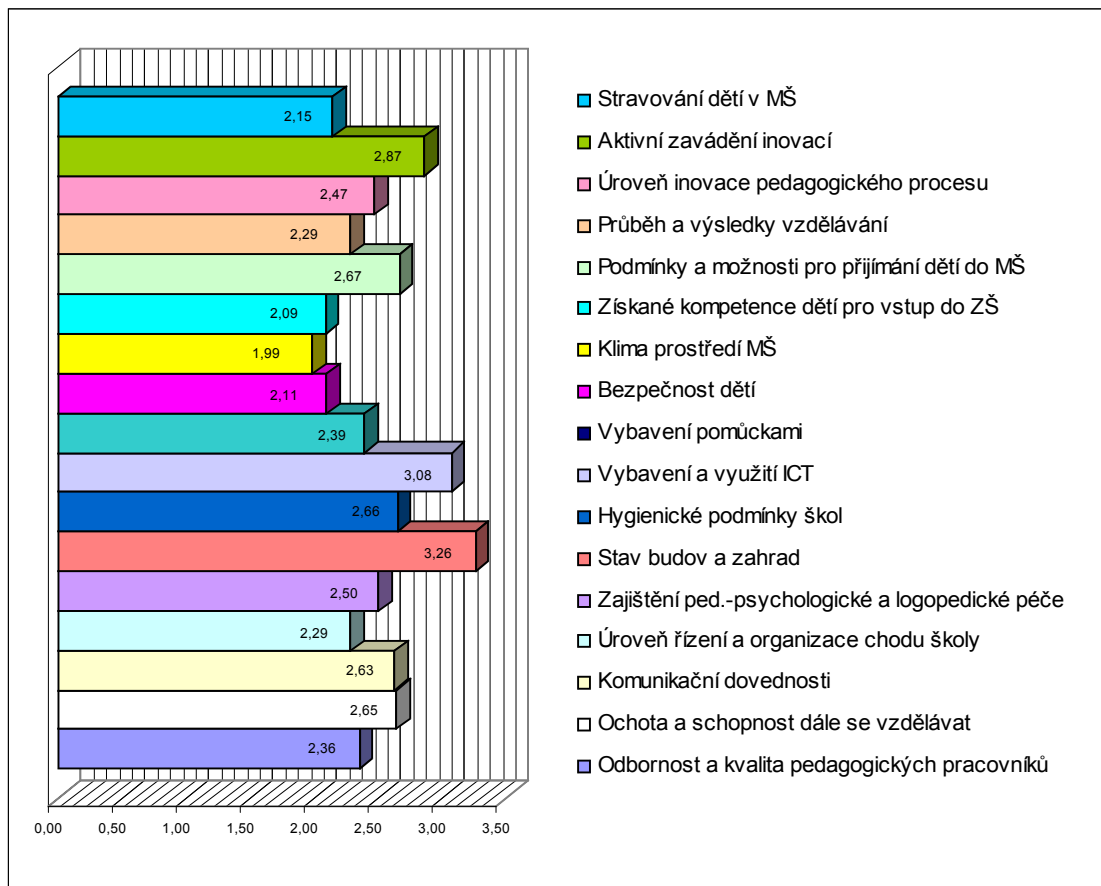 2,15
2,87
2,47
2,29
2,67
2,09
1,99
2,11
2,39
3,08
2,66
3,26
2,50
2,29
2,63
2,65
2,36
0,00 0,50 1,00 1,50 2,00 2,50 3,00 3,50
Stravování dětí v MŠ
Aktivní zavádění inovací
Úroveň inovace pedagogického procesu
Průběh a výsledky vzdělávání
Podmínky a možnosti pro přijímání dětí do MŠ
Získané kompetence dětí pro vstup do ZŠ
Klima prostředí MŠ
Bezpečnost dětí
Vybavení pomůckami
Vybavení a využití ICT
Hygienické podmínky škol
Stav budov a zahrad
Zajištění ped.-psychologické a logopedické péče
Úroveň řízení a organizace chodu školy
Komunikační dovednosti
Ochota a schopnost dále se vzdělávat
Odbornost a kvalita pedagogických pracovníků